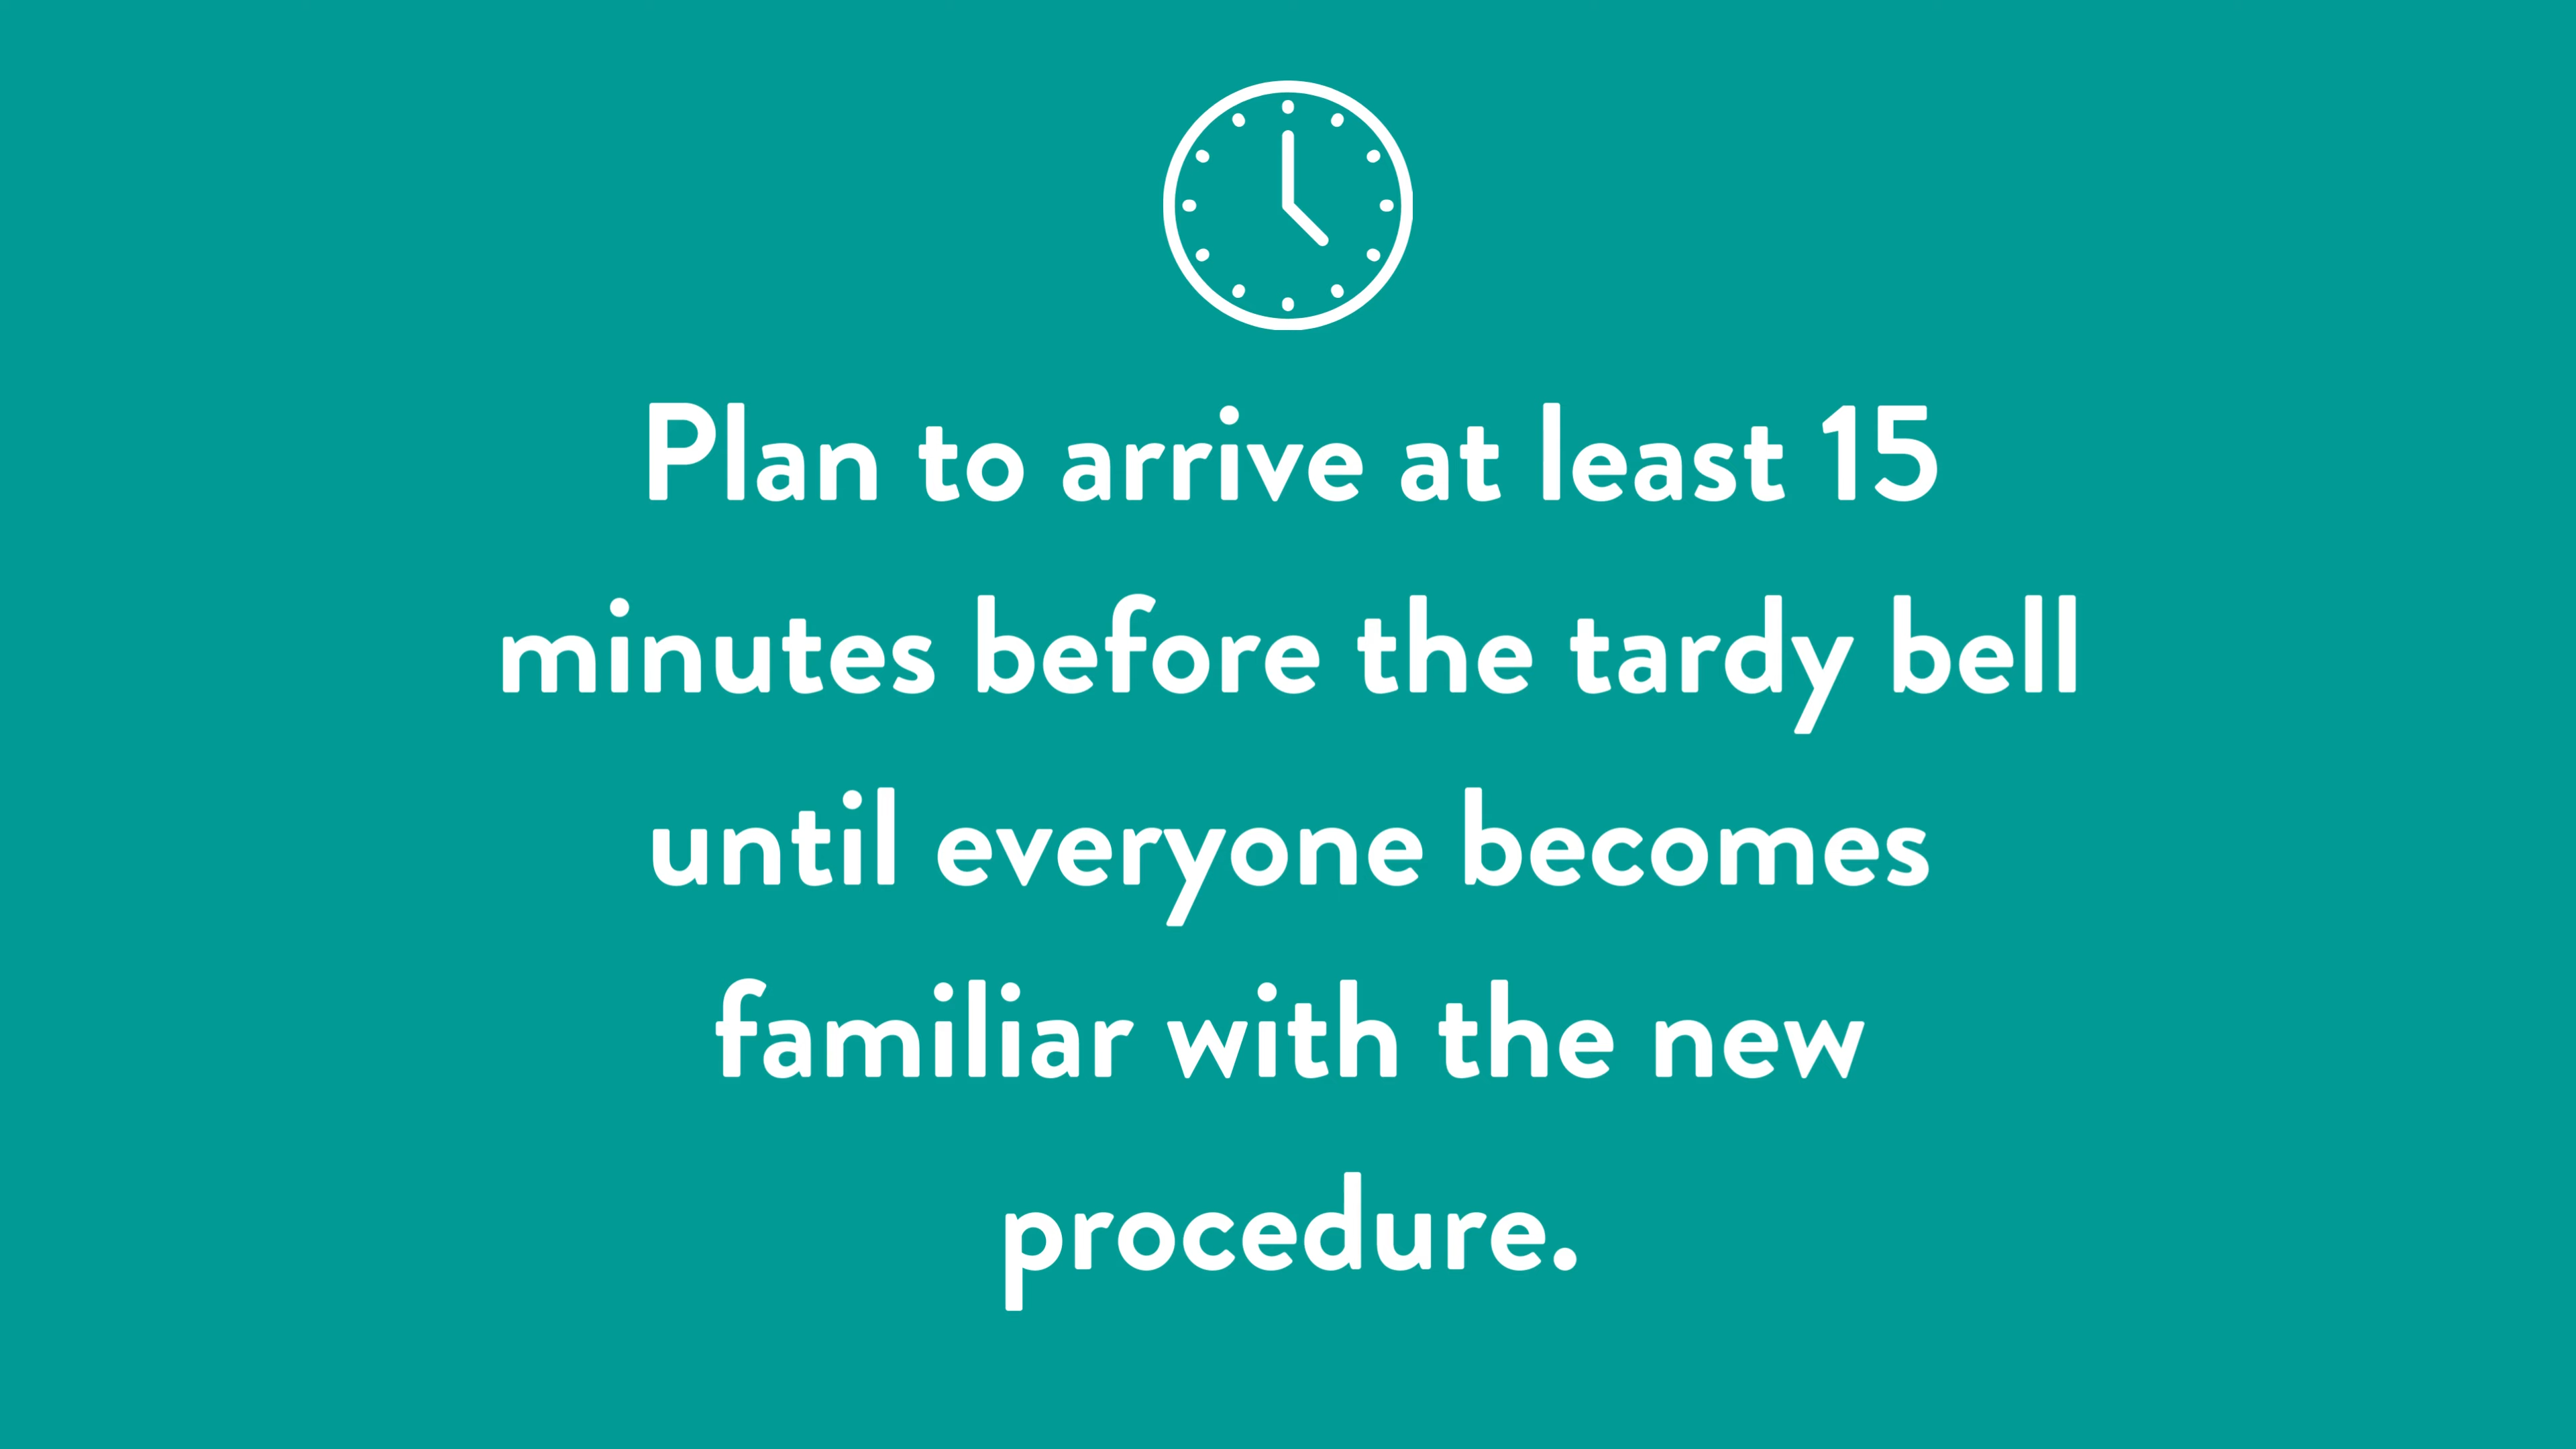 Plan to arrive at least 15
minutes before the tardy bell
until everyone becomes
familiar with the new
procedure.